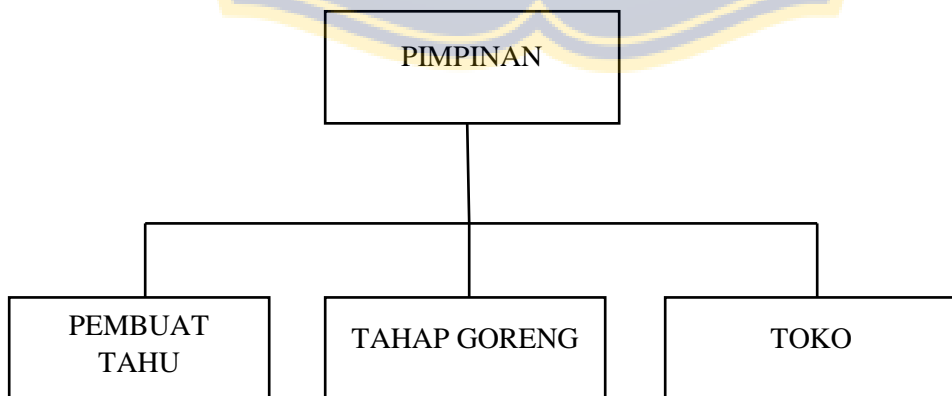 PIMPINAN
PEMBUAT
TAHU
TAHAP GORENG
TOKO